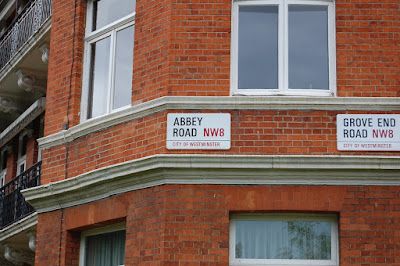 ABBEY
ROAD NW8
CITY OF WESTMINSTER
GROVE END
ROAD NW8
CITY OF WESTMINSTER